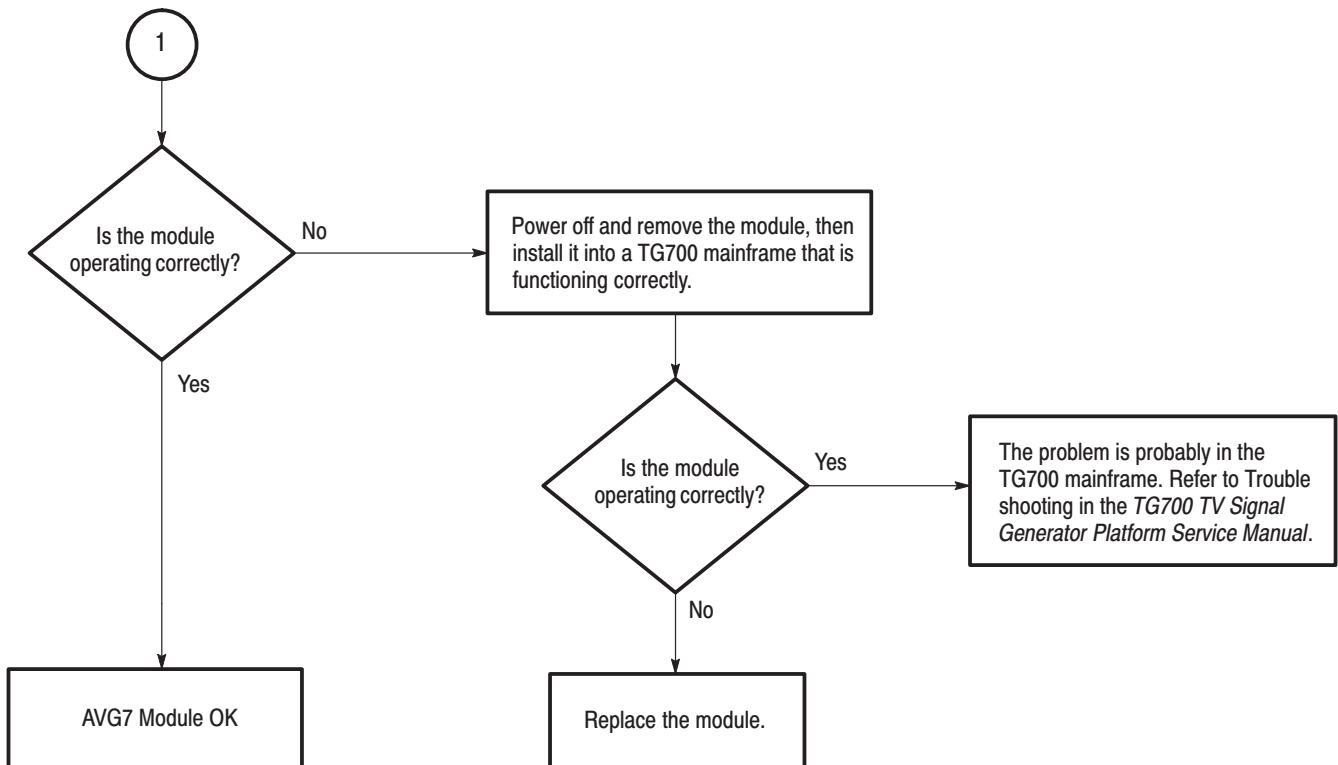 1
Is the module
operating correctly?
No
Yes
Power off and remove the module, then
install it into a TG700 mainframe that is
functioning correctly.
Is the module
operating correctly?
Yes
No
The problem is probably in the
TG700 mainframe. Refer to Trouble
shooting in the TG700 TV Signal
Generator Platform Service Manual.
AVG7 Module OK
Replace the module.